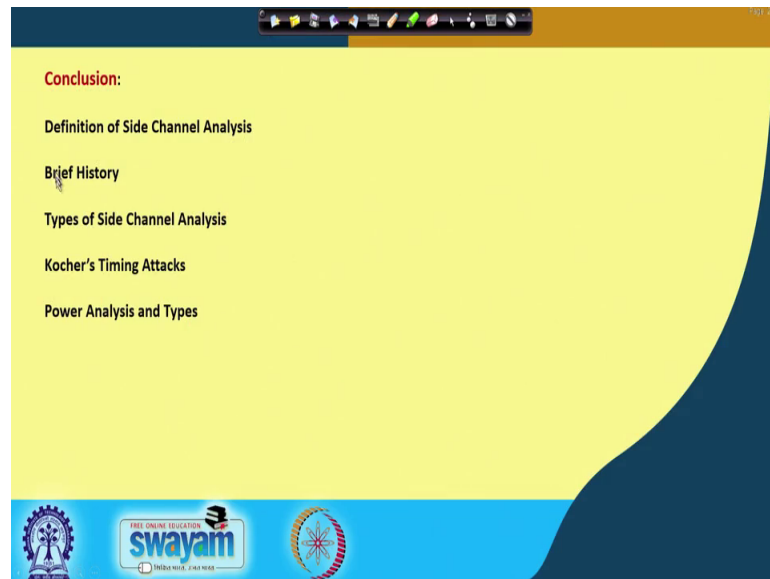 Conclusion:
Definition of Side Channel Analysis
Brief History
Types of Side Channel Analysis
Kocher's Timing Attacks
Power Analysis and Types
FREE ONLINE EDUCATION
swayam